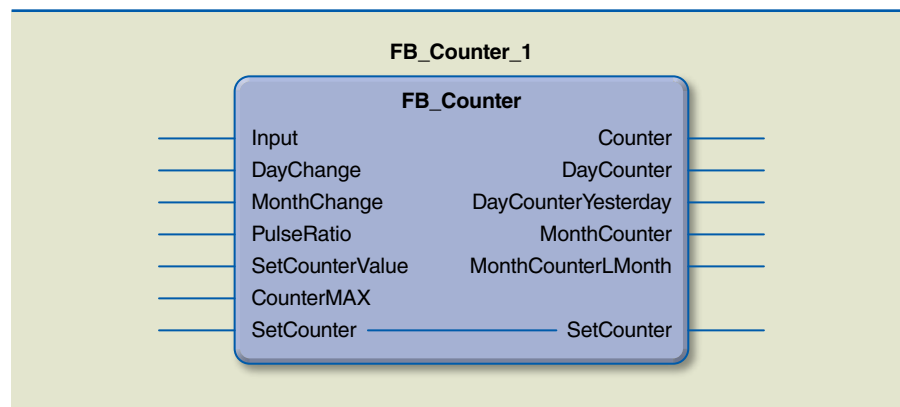 FB_Counter_1
FB_Counter
Input Counter
DayChange DayCounter
MonthChange DayCounterYesterday
PulseRatio MonthCounter
SetCounterValue MonthCounterLMonth
CounterMAX
SetCounter SetCounter